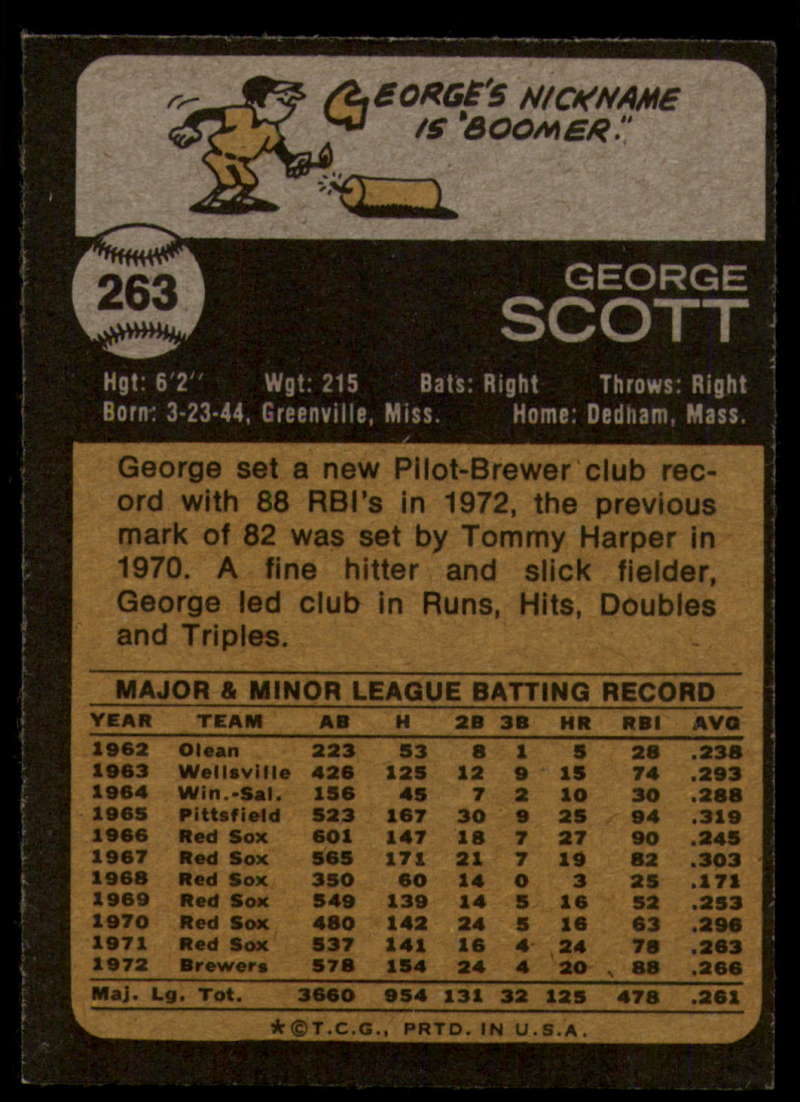 GEORGE'S NICKNAME
IS "BOOMER."
263
GEORGE
SCOTT
Hgt: 6'2" Wgt: 215 Bats: Right Throws: Right
Born: 3-23-44, Greenville, Miss. Home: Dedham, Mass.
George set a new Pilot-Brewer club rec-
ord with 88 RBI's in 1972, the previous
mark of 82 was set by Tommy Harper in
1970. A fine hitter and slick fielder,
George led club in Runs, Hits, Doubles
and Triples.
MAJOR & MINOR LEAGUE BATTING RECORD
YEAR TEAM AB H 2B 3B HR RBI AVG
1962 Olean 223 53 8 1 5 28 .238
1963 Wellsville 426 125 12 9 15 74 .293
1964 Win.-Sal. 156 45 7 2 10 30 .288
1965 Pittsfield 523 167 30 9 25 94 .319
1966 Red Sox 601 147 18 7 27 90 .245
1967 Red Sox 565 171 21 7 19 82 .303
1968 Red Sox 350 60 14 0 3 25 .171
1969 Red Sox 549 139 14 5 16 52 .253
1970 Red Sox 480 142 24 5 16 63 .296
1971 Red Sox 537 141 16 4 24 78 .263
1972 Brewers 578 154 24 4 20 88 .266
Maj. Lg. Tot. 3660 954 131 32 125 478 .261
*©T.C.G., PRTD. IN U.S.A.